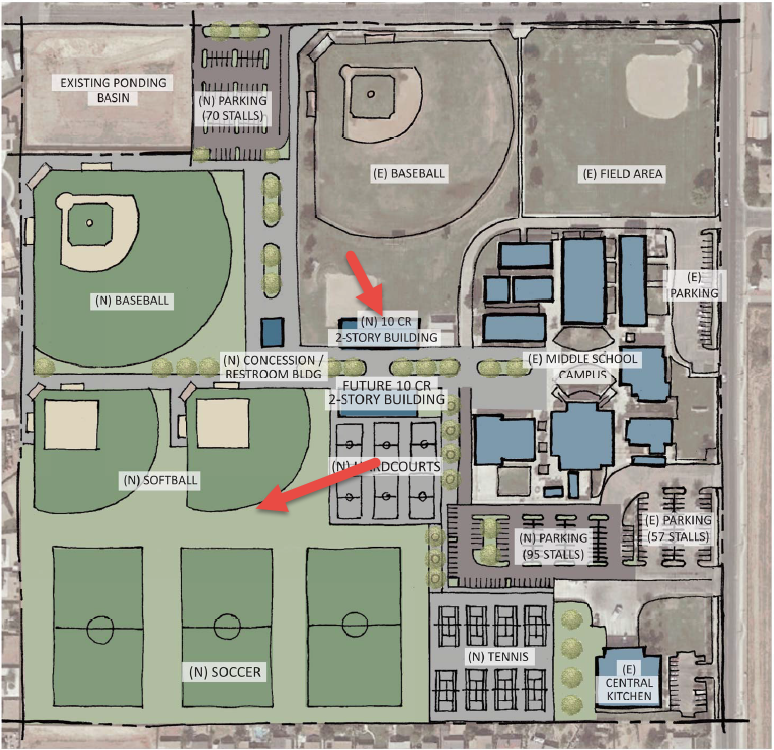 EXISTING PONDING
BASIN
(N) PARKING
(70 STALLS)
(E) BASEBALL
(E) FIELD AREA
(E)
PARKING
(N) BASEBALL
(N) 10 CR
2-STORY BUILDING
(N) CONCESSION /
RESTROOM BLDG
(E) MIDDLE SCHOOL
CAMPUS
FUTURE 10 CR
2-STORY BUILDING
(N) HARDCOURTS
(N) SOFTBALL
(N) PARKING
(95 STALLS)
(E) PARKING
(57 STALLS)
(N) TENNIS
(N) SOCCER
(E)
CENTRAL
KITCHEN